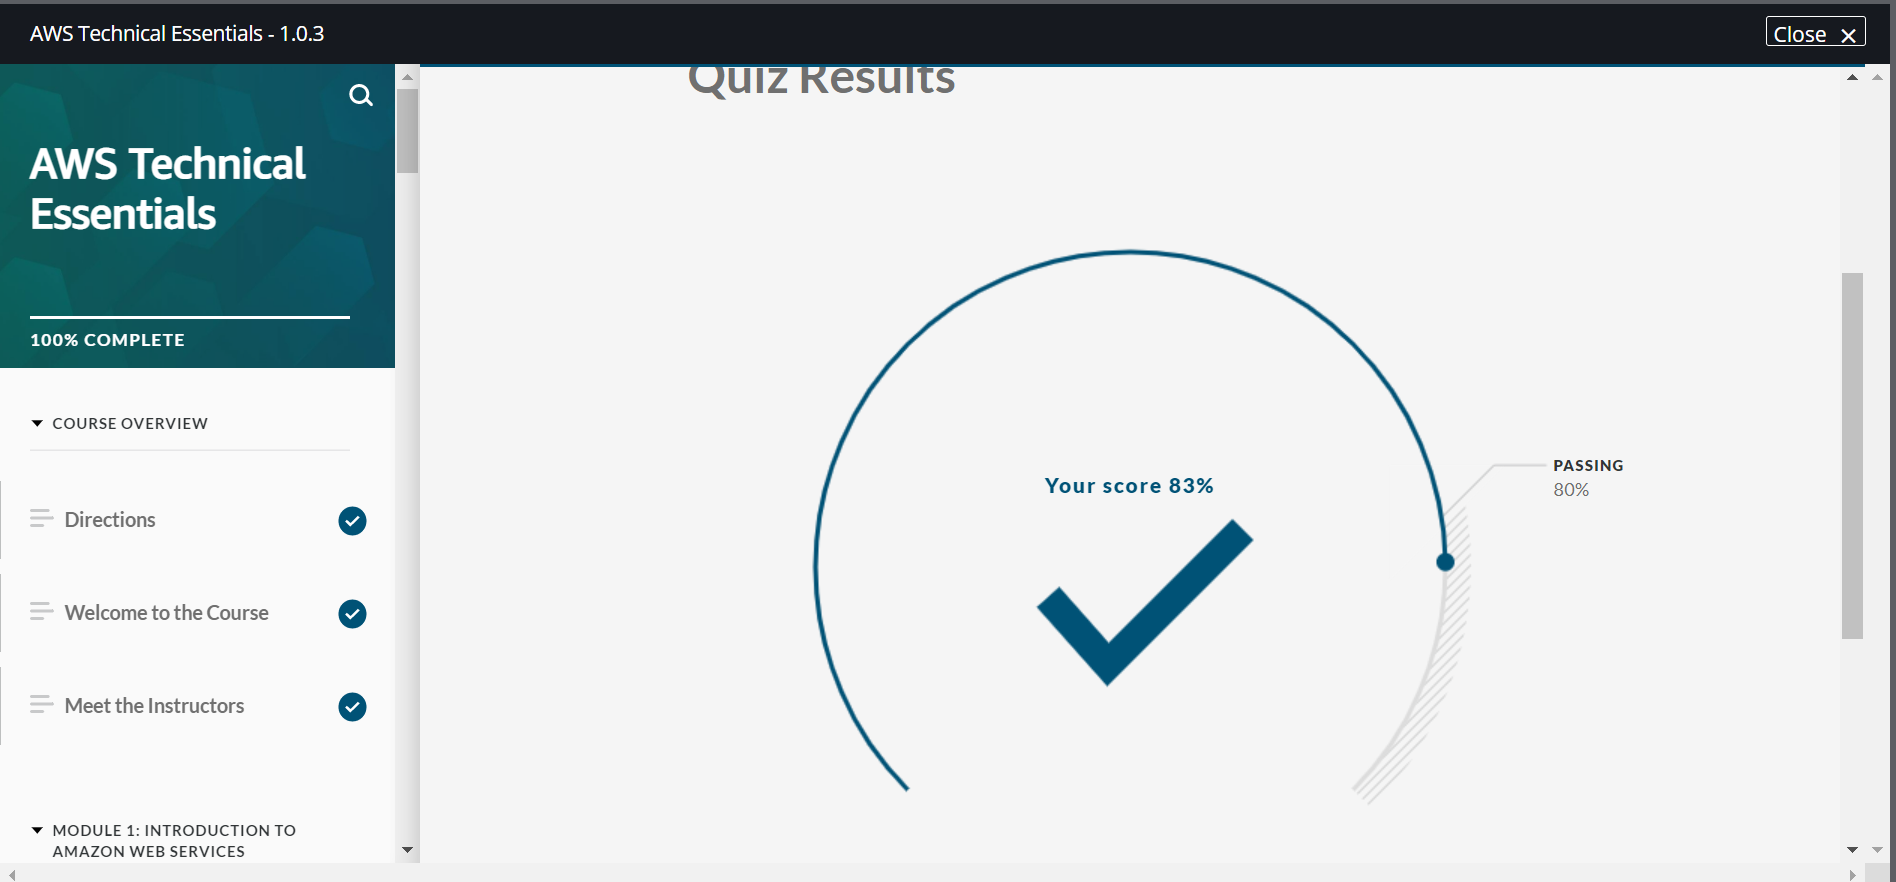 AWS Technical Essentials - 1.0.3
Close
AWS Technical
Essentials
100% COMPLETE
COURSE OVERVIEW
Directions
Welcome to the Course
Meet the Instructors
MODULE 1: INTRODUCTION TO
AMAZON WEB SERVICES
Quiz Results
Your score 83%
PASSING
80%